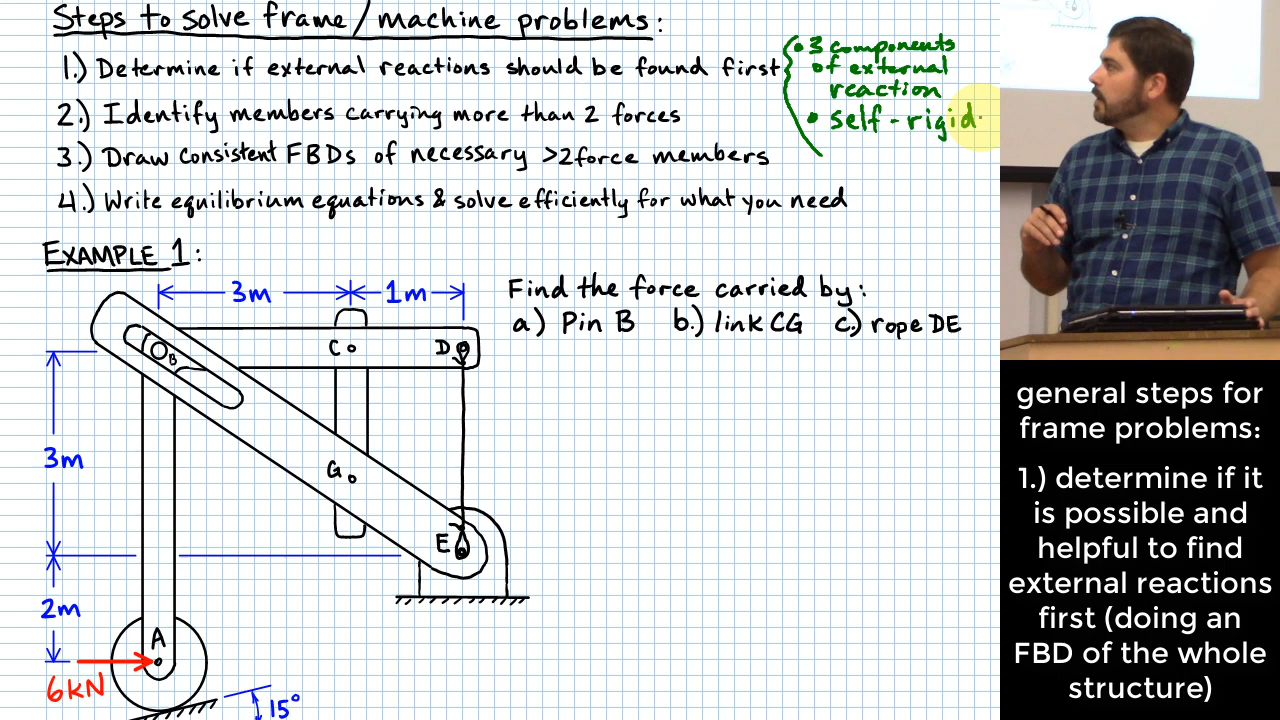 Steps to solve frame/machine problems:
1.) Determine if external reactions should be found first
• 3 components
of external
reaction
• self-rigid.
2.) Identify members carrying more than 2 forces
3.) Draw consistent FBDs of necessary >2force members
4.) Write equilibrium equations & solve efficiently for what you need
EXAMPLE 1:
Find the force carried by:
a) Pin B b.) link CG c.) rope DE
3m
1m
B
C
D
3m
G
E
2m
A
6kN
15°
general steps for
frame problems:
1.) determine if it
is possible and
helpful to find
external reactions
first (doing an
FBD of the whole
structure)